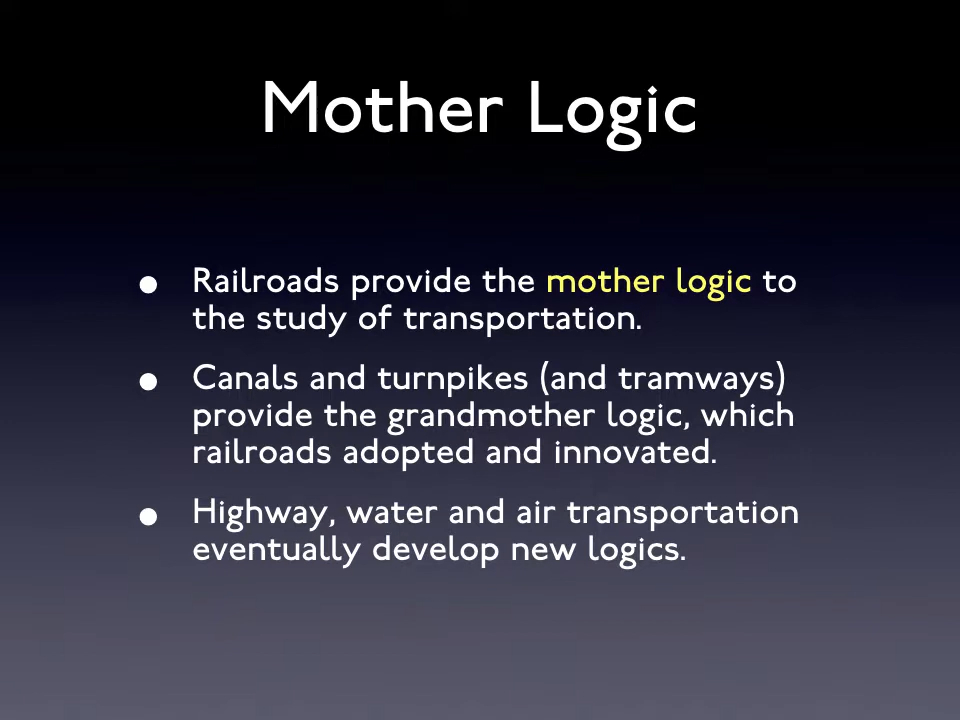 Mother Logic
• Railroads provide the mother logic to
the study of transportation.
• Canals and turnpikes (and tramways)
provide the grandmother logic, which
railroads adopted and innovated.
• Highway, water and air transportation
eventually develop new logics.